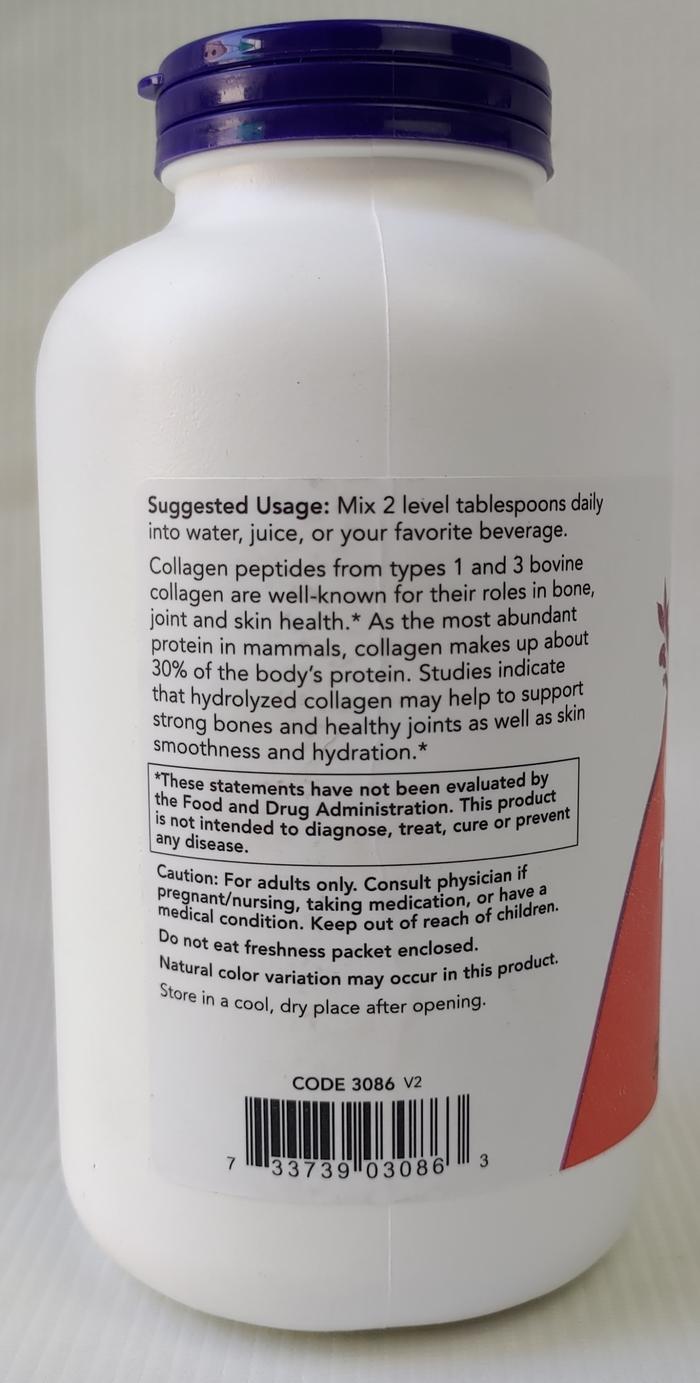 Suggested Usage: Mix 2 level tablespoons daily
into water, juice, or your favorite beverage.
Collagen peptides from types 1 and 3 bovine
collagen are well-known for their roles in bone,
joint and skin health.* As the most abundant
protein in mammals, collagen makes up about
30% of the body's protein. Studies indicate
that hydrolyzed collagen may help to support
strong bones and healthy joints as well as skin
smoothness and hydration.*
*These statements have not been evaluated by
the Food and Drug Administration. This product
is not intended to diagnose, treat, cure or prevent
any disease.
Caution: For adults only. Consult physician if
pregnant/nursing, taking medication, or have a
medical condition. Keep out of reach of children.
Do not eat freshness packet enclosed.
Natural color variation may occur in this product.
Store in a cool, dry place after opening.
CODE 3086 V2
7 33739 03086 3